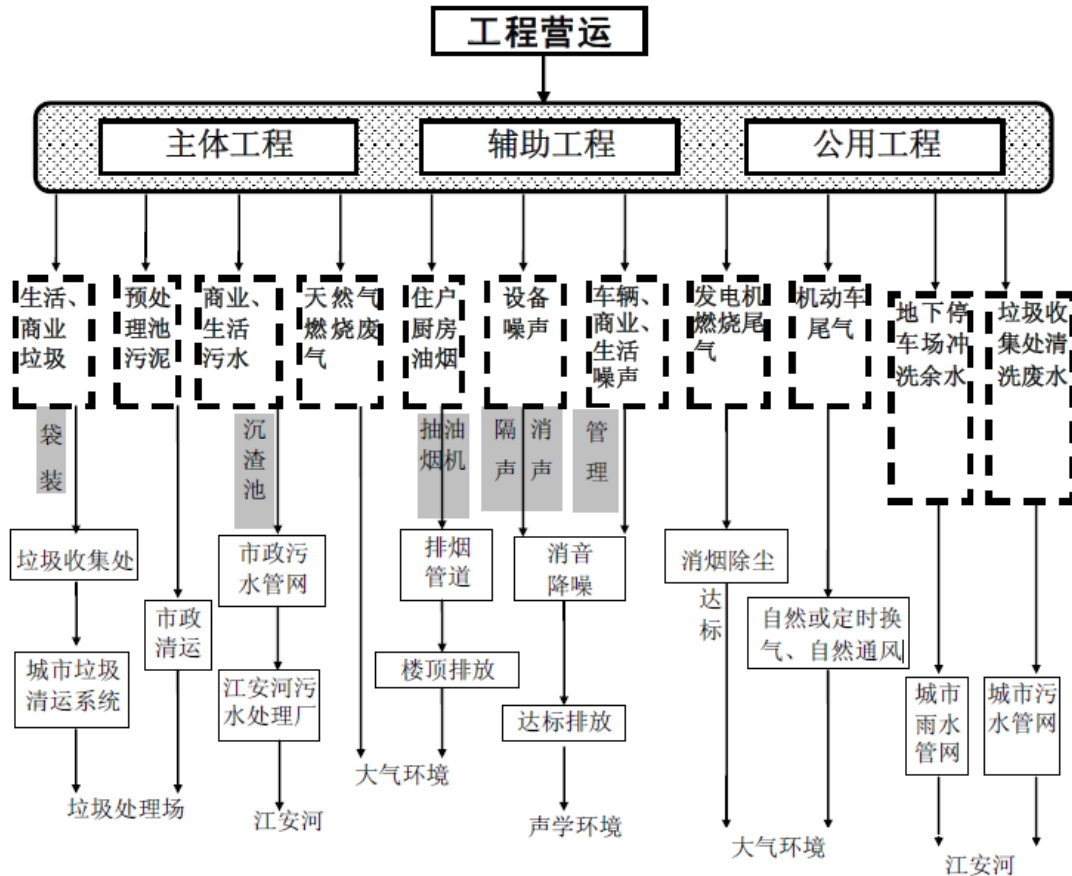 工程营运
主体工程
辅助工程
公用工程
生活、
商业
垃圾
预处
理池
污泥
商业、
生活
污水
天然气
燃烧废
气
住户
厨房
油烟
设备
噪声
车辆、
商业、
生活
噪声
发电机
燃烧尾
气
机动车
尾气
地下停
车场冲
洗余水
垃圾收
集处清
洗废水
袋
装
沉
渣
池
抽油
烟机
隔 消
声 声
管
理
垃圾收集处
市政
清运
市政污
水管网
排烟
管道
消音
降噪
消烟除尘
达
标
自然或定时换
气、自然通风
城市垃圾
清运系统
江安河污
水处理厂
楼顶排放
达标排放
城市
雨水
管网
城市污
水管网
垃圾处理场
江安河
大气环境
声学环境
大气环境
江安河